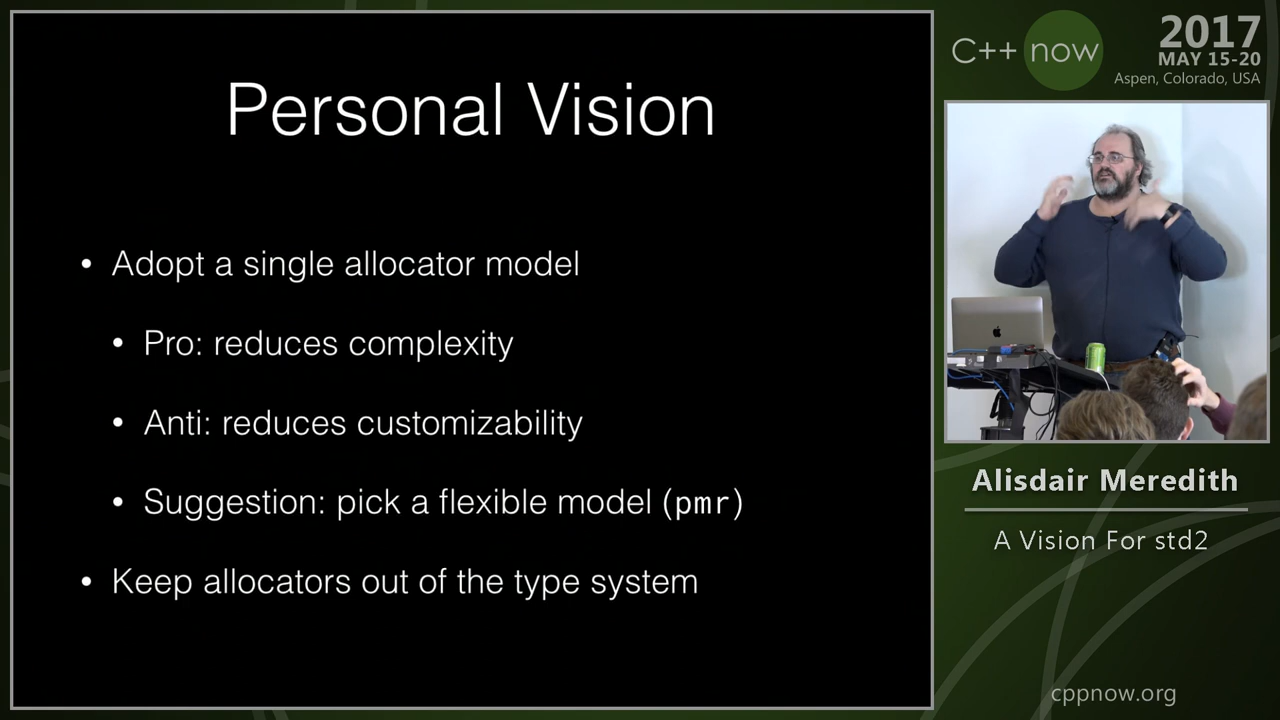 Personal Vision
• Adopt a single allocator model
• Pro: reduces complexity
• Anti: reduces customizability
• Suggestion: pick a flexible model (pmr)
• Keep allocators out of the type system
C++ now
2017
MAY 15-20
Aspen, Colorado, USA
Alisdair Meredith
A Vision For std2
cppnow.org